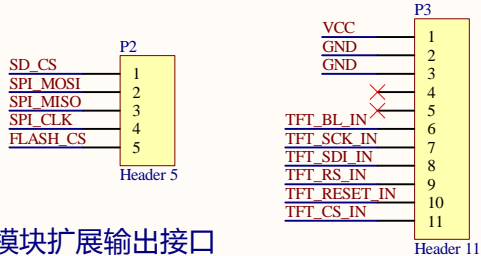 P2
SD_CS 1
SPI_MOSI 2
SPI_MISO 3
SPI_CLK 4
FLASH_CS 5
Header 5
模块扩展输出接口
P3
VCC 1
GND 2
GND 3
4
5
TFT_BL_IN 6
TFT_SCK_IN 7
TFT_SDI_IN 8
TFT_RS_IN 9
TFT_RESET_IN 10
TFT_CS_IN 11
Header 11